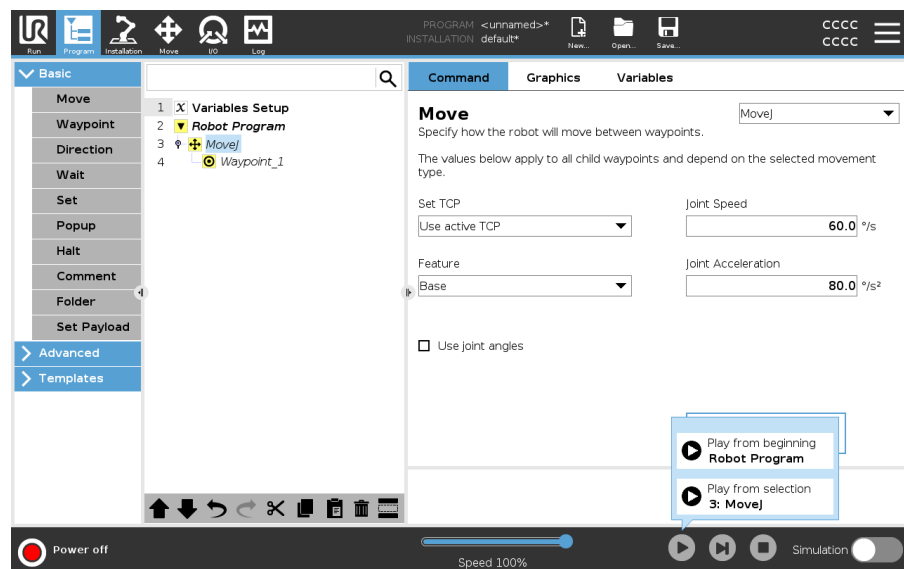 PROGRAM <unnamed>*
INSTALLATION default*
CCCC
CCCC
Run Program Installation Move I/O Log New... Open... Save...
Basic
Move
Waypoint
Direction
Wait
Set
Popup
Halt
Comment
Folder
Set Payload
Advanced
Templates
1 X Variables Setup
2 Robot Program
3 MoveJ
4 Waypoint_1
Command Graphics Variables
Move
MoveJ
Specify how the robot will move between waypoints.
The values below apply to all child waypoints and depend on the selected movement
type.
Set TCP
Use active TCP
Joint Speed
60.0 °/s
Feature
Base
Joint Acceleration
80.0 °/s²
Use joint angles
Play from beginning
Robot Program
Play from selection
3: MoveJ
Power off
Speed 100%
Simulation